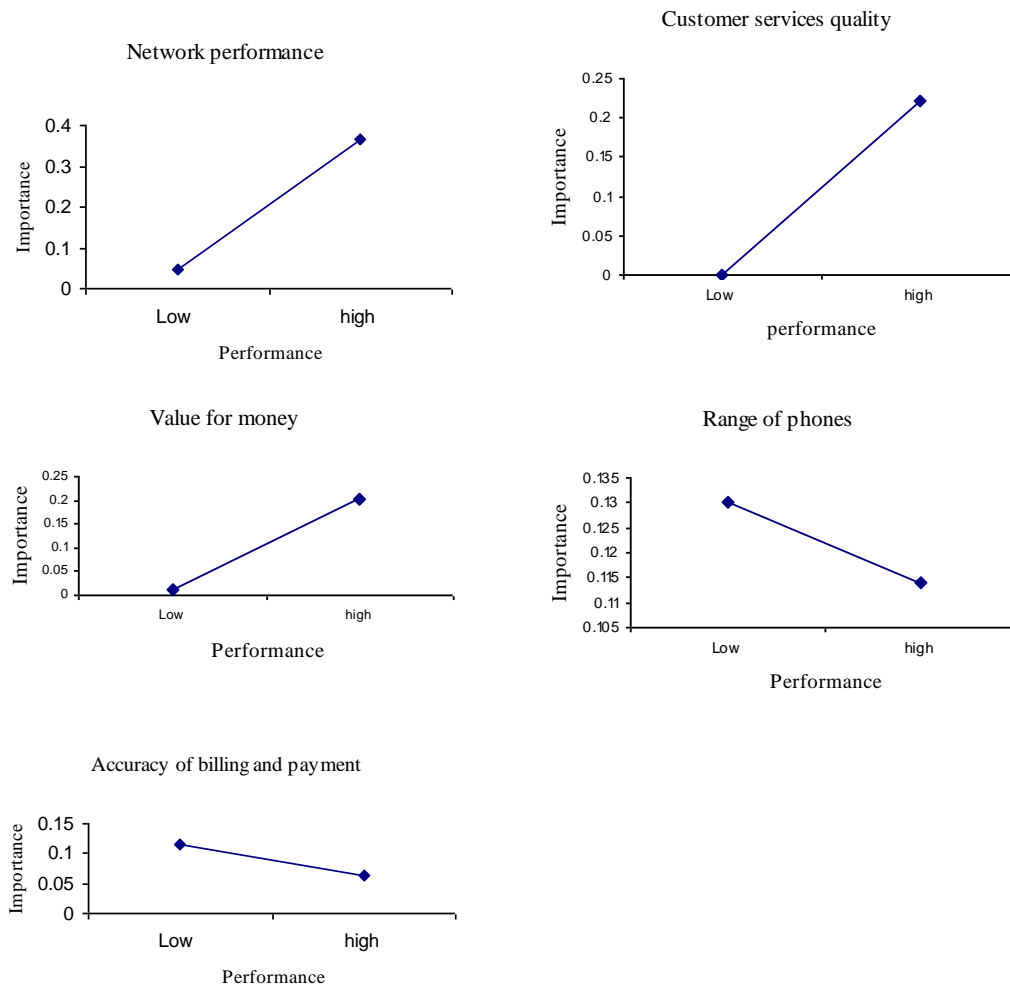 Network performance
0.4
0.3
0.2
0.1
0
Importance
Low high
Performance
Customer services quality
0.25
0.2
0.15
0.1
0.05
0
Importance
Low high
performance
Value for money
0.25
0.2
0.15
0.1
0.05
0
Importance
Low high
Performance
Range of phones
0.135
0.13
0.125
0.12
0.115
0.11
0.105
Importance
Low high
Performance
Accuracy of billing and payment
0.15
0.1
0.05
0
Importance
Low high
Performance